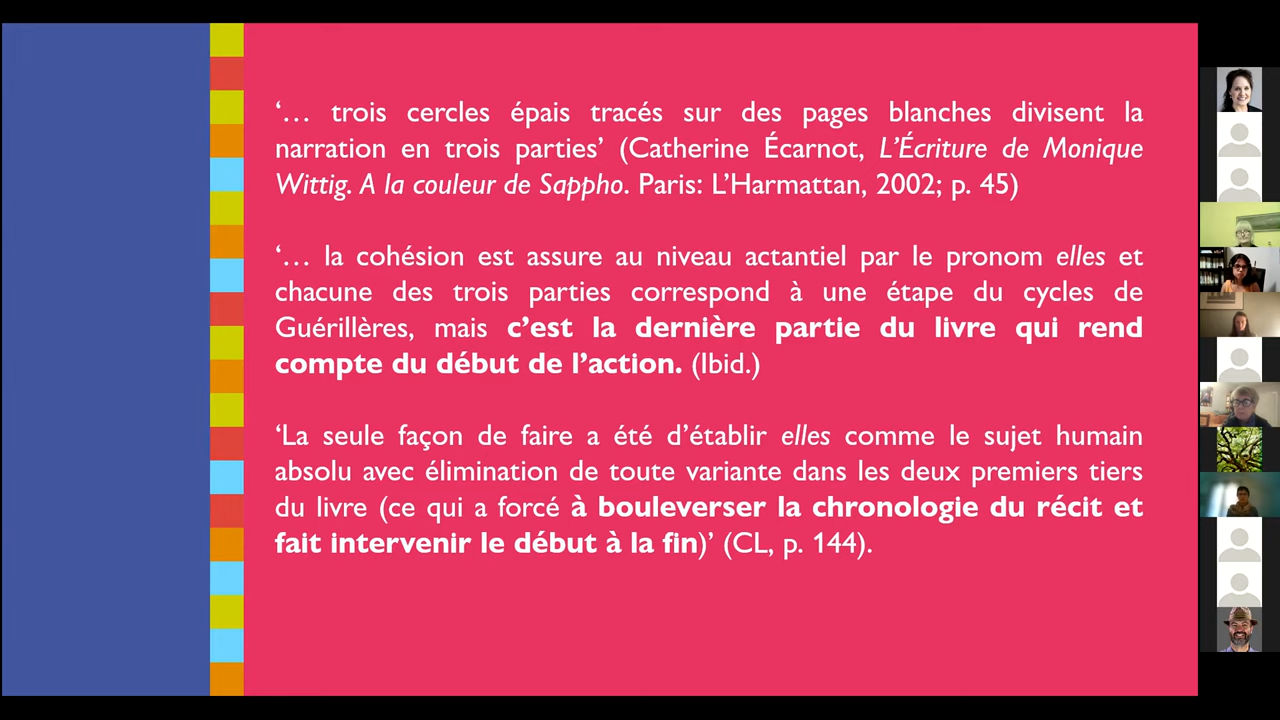 ‘… trois cercles épais tracés sur des pages blanches divisent la
narration en trois parties’ (Catherine Écarnot, L’Écriture de Monique
Wittig. A la couleur de Sappho. Paris: L’Harmattan, 2002; p. 45)
‘… la cohésion est assure au niveau actantiel par le pronom elles et
chacune des trois parties correspond à une étape du cycles de
Guérillères, mais c’est la dernière partie du livre qui rend
compte du début de l’action. (Ibid.)
‘La seule façon de faire a été d’établir elles comme le sujet humain
absolu avec élimination de toute variante dans les deux premiers tiers
du livre (ce qui a forcé à bouleverser la chronologie du récit et
fait intervenir le début à la fin)’ (CL, p. 144).